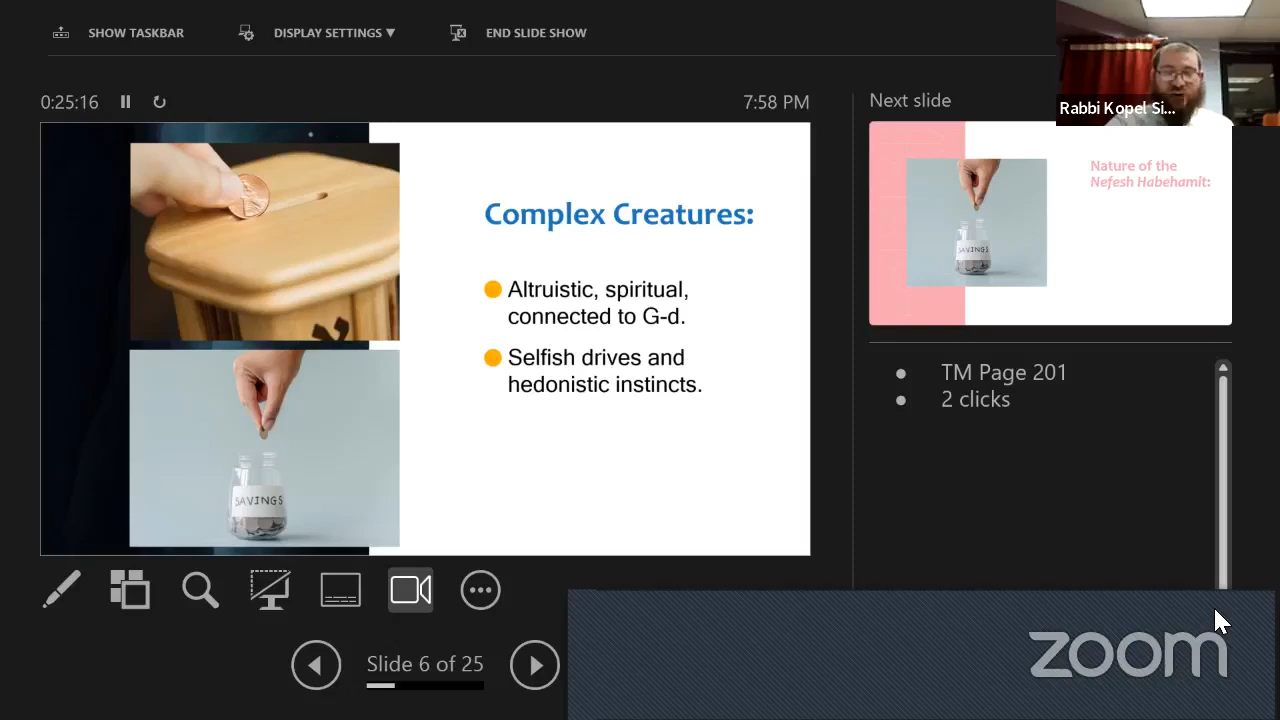 SHOW TASKBAR
DISPLAY SETTINGS ▼
END SLIDE SHOW
0:25:16
7:58 PM
Next slide
Rabbi Kopel Si...
Complex Creatures:
Altruistic, spiritual,
connected to G-d.
Selfish drives and
hedonistic instincts.
SAVINGS
Nature of the
Nefesh Habehamit:
SAVINGS
TM Page 201
2 clicks
Slide 6 of 25
zoom